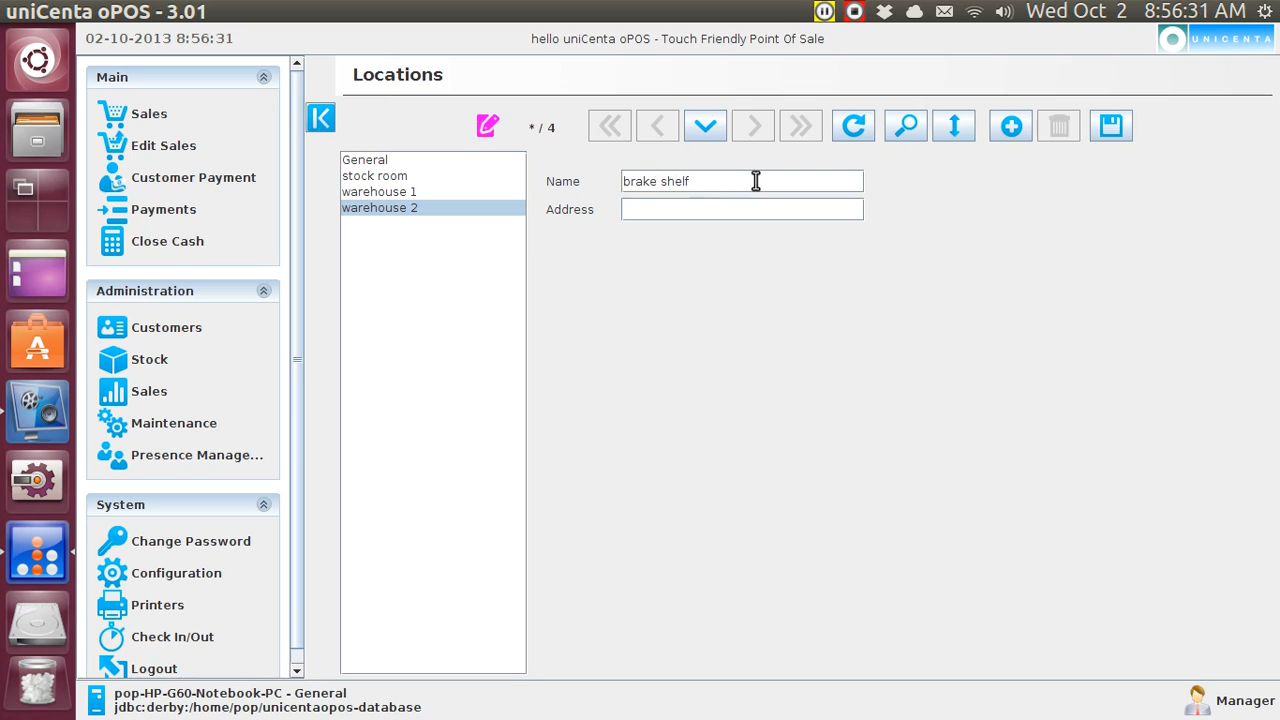 uniCenta oPOS - 3.01
Wed Oct 2 8:56:31 AM
02-10-2013 8:56:31
hello uniCenta oPOS - Touch Friendly Point Of Sale
UNICENTA
Main
Sales
Edit Sales
Customer Payment
Payments
Close Cash
Administration
Customers
Stock
Sales
Maintenance
Presence Manage...
System
Change Password
Configuration
Printers
Check In/Out
Logout
Locations
* / 4
General
stock room
warehouse 1
warehouse 2
Name
brake shelf
Address
pop-HP-G60-Notebook-PC - General
jdbc:derby:/home/pop/unicentaopos-database
Manager